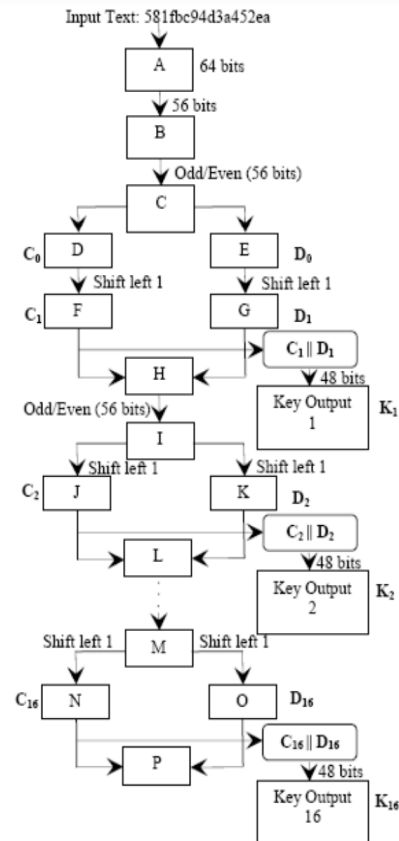 Input Text: 581fbc94d3a452ea
A 64 bits
56 bits
B
Odd/Even (56 bits)
C
C0 D E D0
Shift left 1 Shift left 1
C1 F G D1
C1 || D1
H 48 bits
Key Output K1
1
Odd/Even (56 bits)
I
Shift left 1 Shift left 1
C2 J K D2
C2 || D2
L 48 bits
Key Output K2
2
Shift left 1 M Shift left 1
C16 N O D16
C16 || D16
P 48 bits
Key Output K16
16